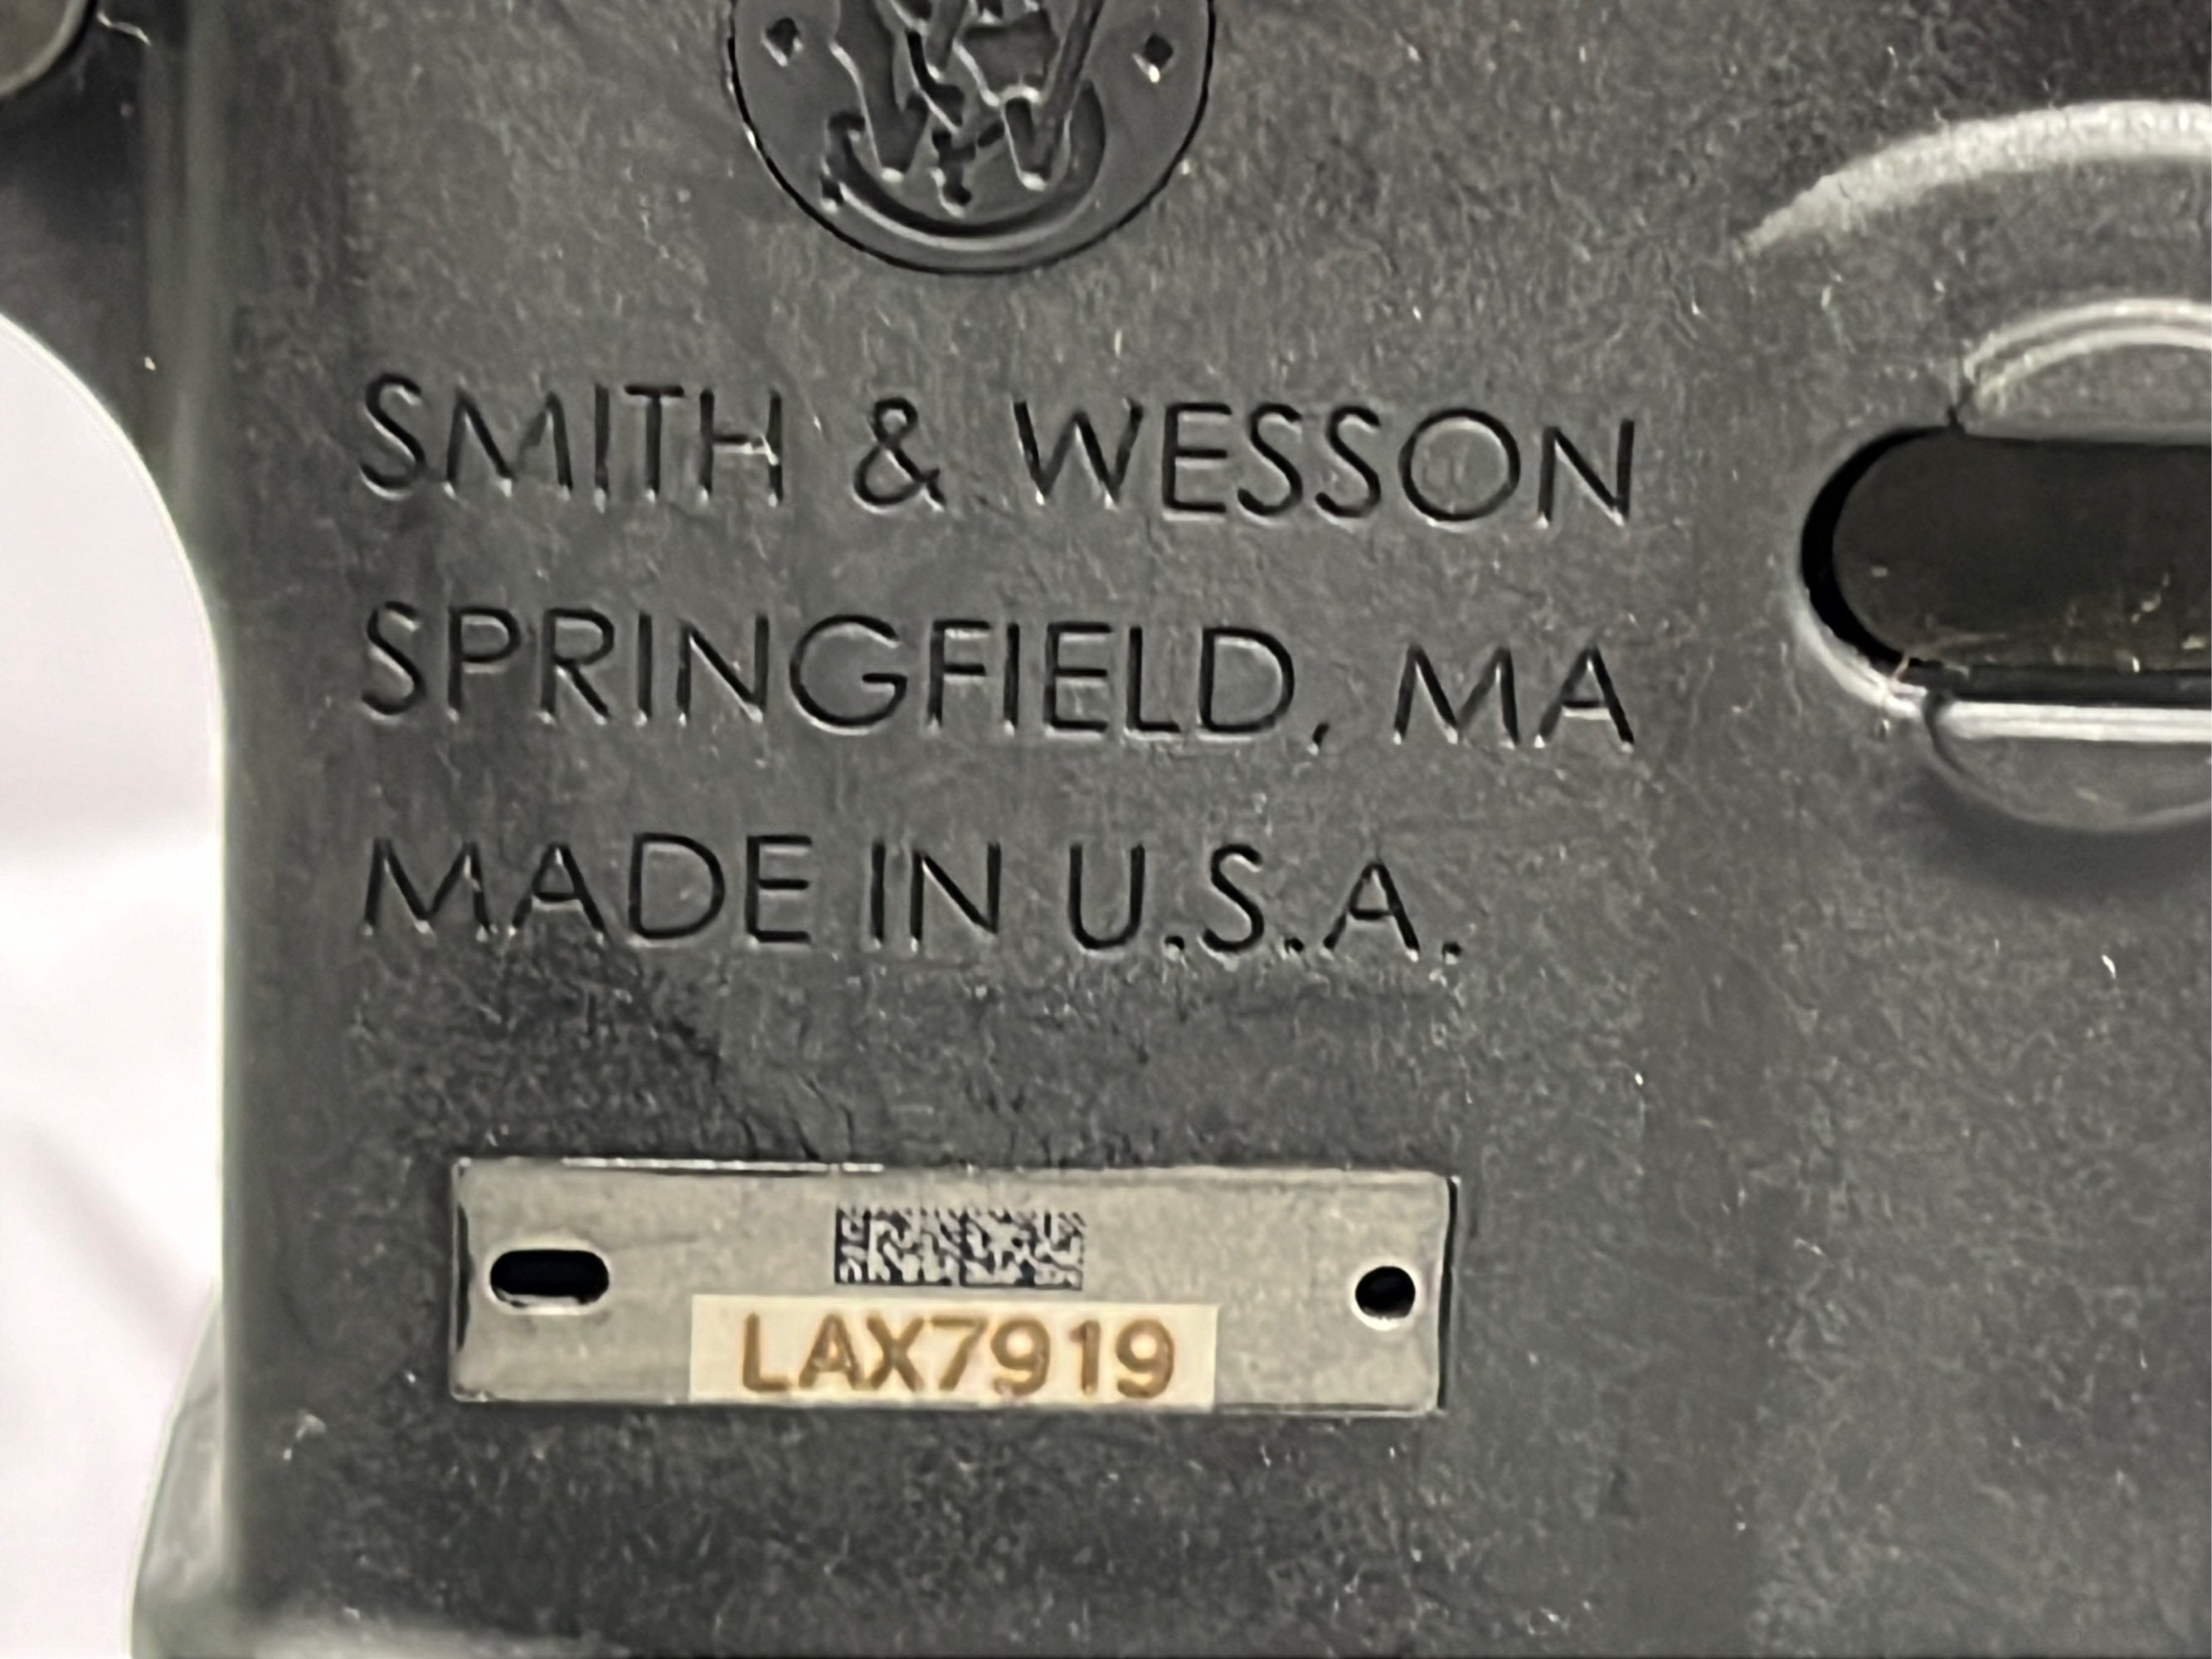 SMITH & WESSON
SPRINGFIELD, MA
MADE IN U.S.A.
LAX7919